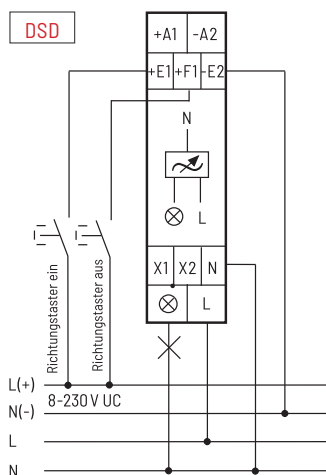 DSD
+A1 -A2
+E1 +F1 -E2
N
L
X1 X2 N
L
Richtungstaster ein
Richtungstaster aus
L(+)
8-230 V UC
N(-)
L
N